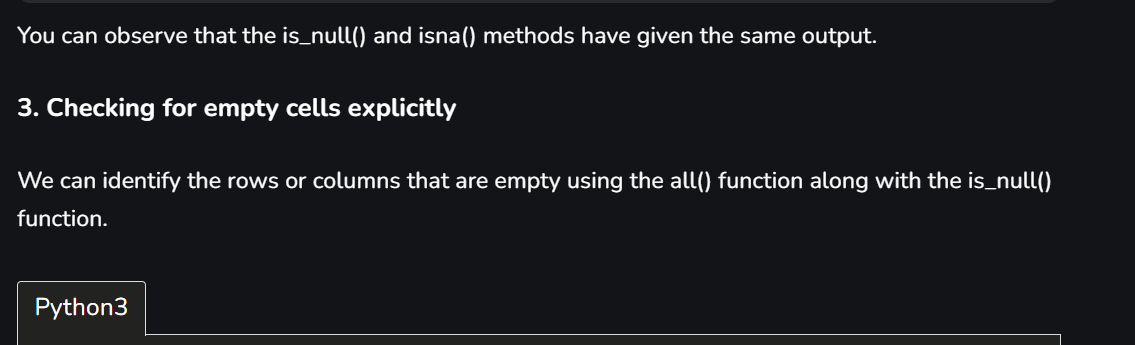 You can observe that the is_null() and isna() methods have given the same output.
3. Checking for empty cells explicitly
We can identify the rows or columns that are empty using the all() function along with the is_null()
function.
Python3